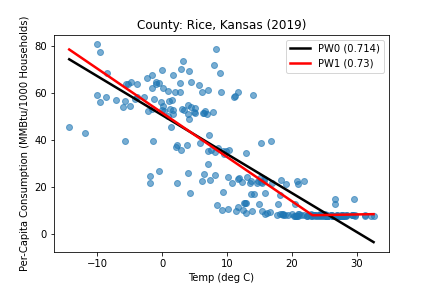 County: Rice, Kansas (2019)
Per-Capita Consumption (MMBtu/1000 Households)
80
60
40
20
0
PW0 (0.714)
PW1 (0.73)
−10
0
10
20
30
Temp (deg C)